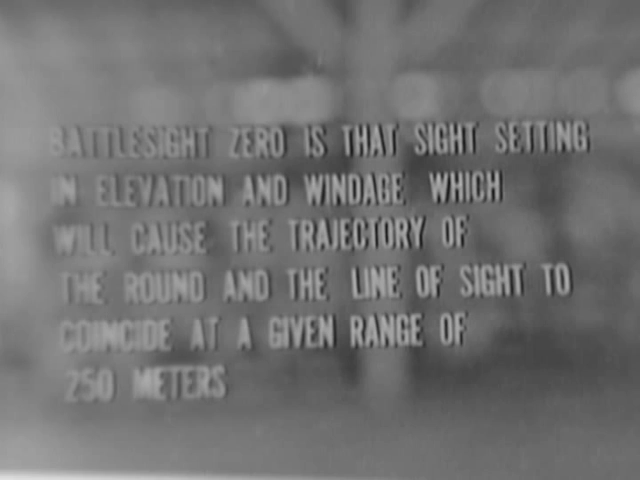 BATTLESIGHT ZERO IS THAT SIGHT SETTING
IN ELEVATION AND WINDAGE WHICH
WILL CAUSE THE TRAJECTORY OF
THE ROUND AND THE LINE OF SIGHT TO
COINCIDE AT A GIVEN RANGE OF
250 METERS